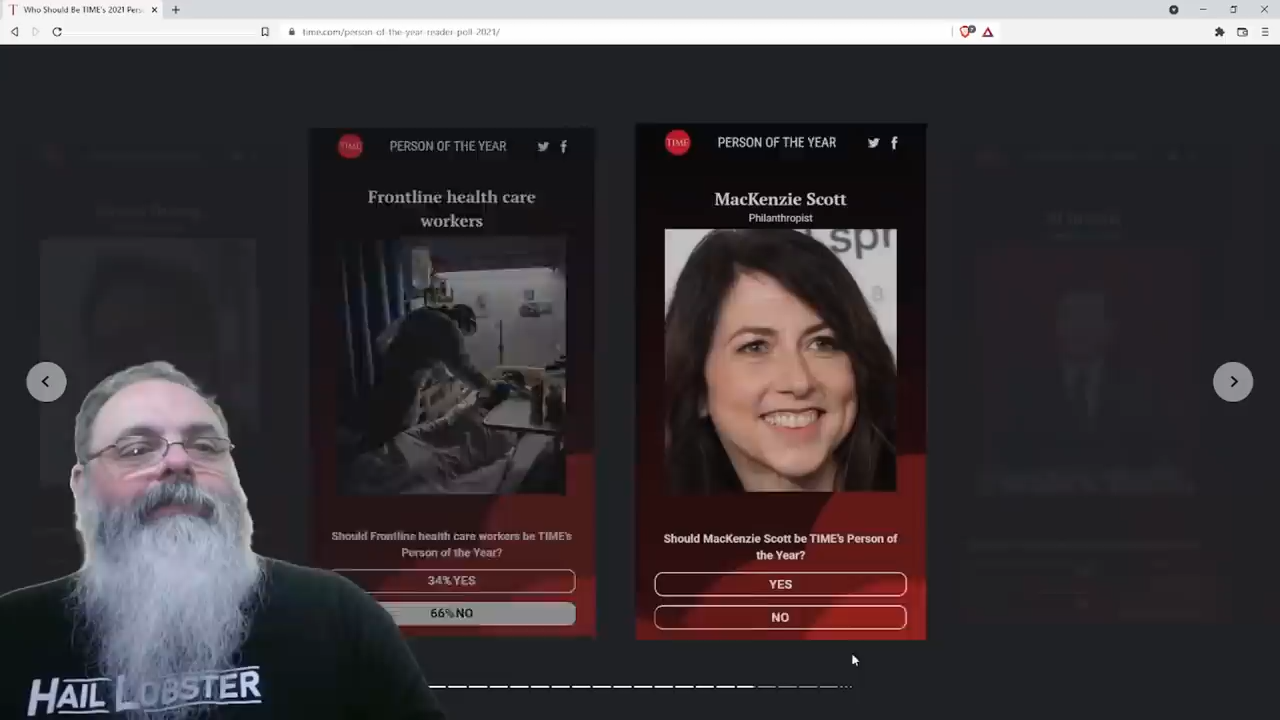 Who Should Be TIME's 2021 Pers
time.com/person-of-the-year-reader-poll-2021/
TIME
PERSON OF THE YEAR
Frontline health care
workers
Should Frontline health care workers be TIME's
Person of the Year?
34% YES
66% NO
TIME
PERSON OF THE YEAR
MacKenzie Scott
Philanthropist
spr
a
Should MacKenzie Scott be TIME's Person of
the Year?
YES
NO
HAIL LOBSTER